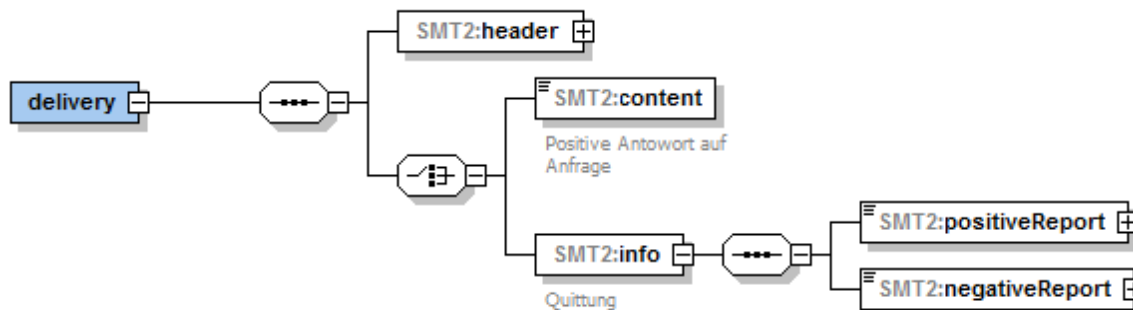 SMT2:header
delivery
SMT2:content
Positive Antowort auf
Anfrage
SMT2:positiveReport
SMT2:info
SMT2:negativeReport
Quittung